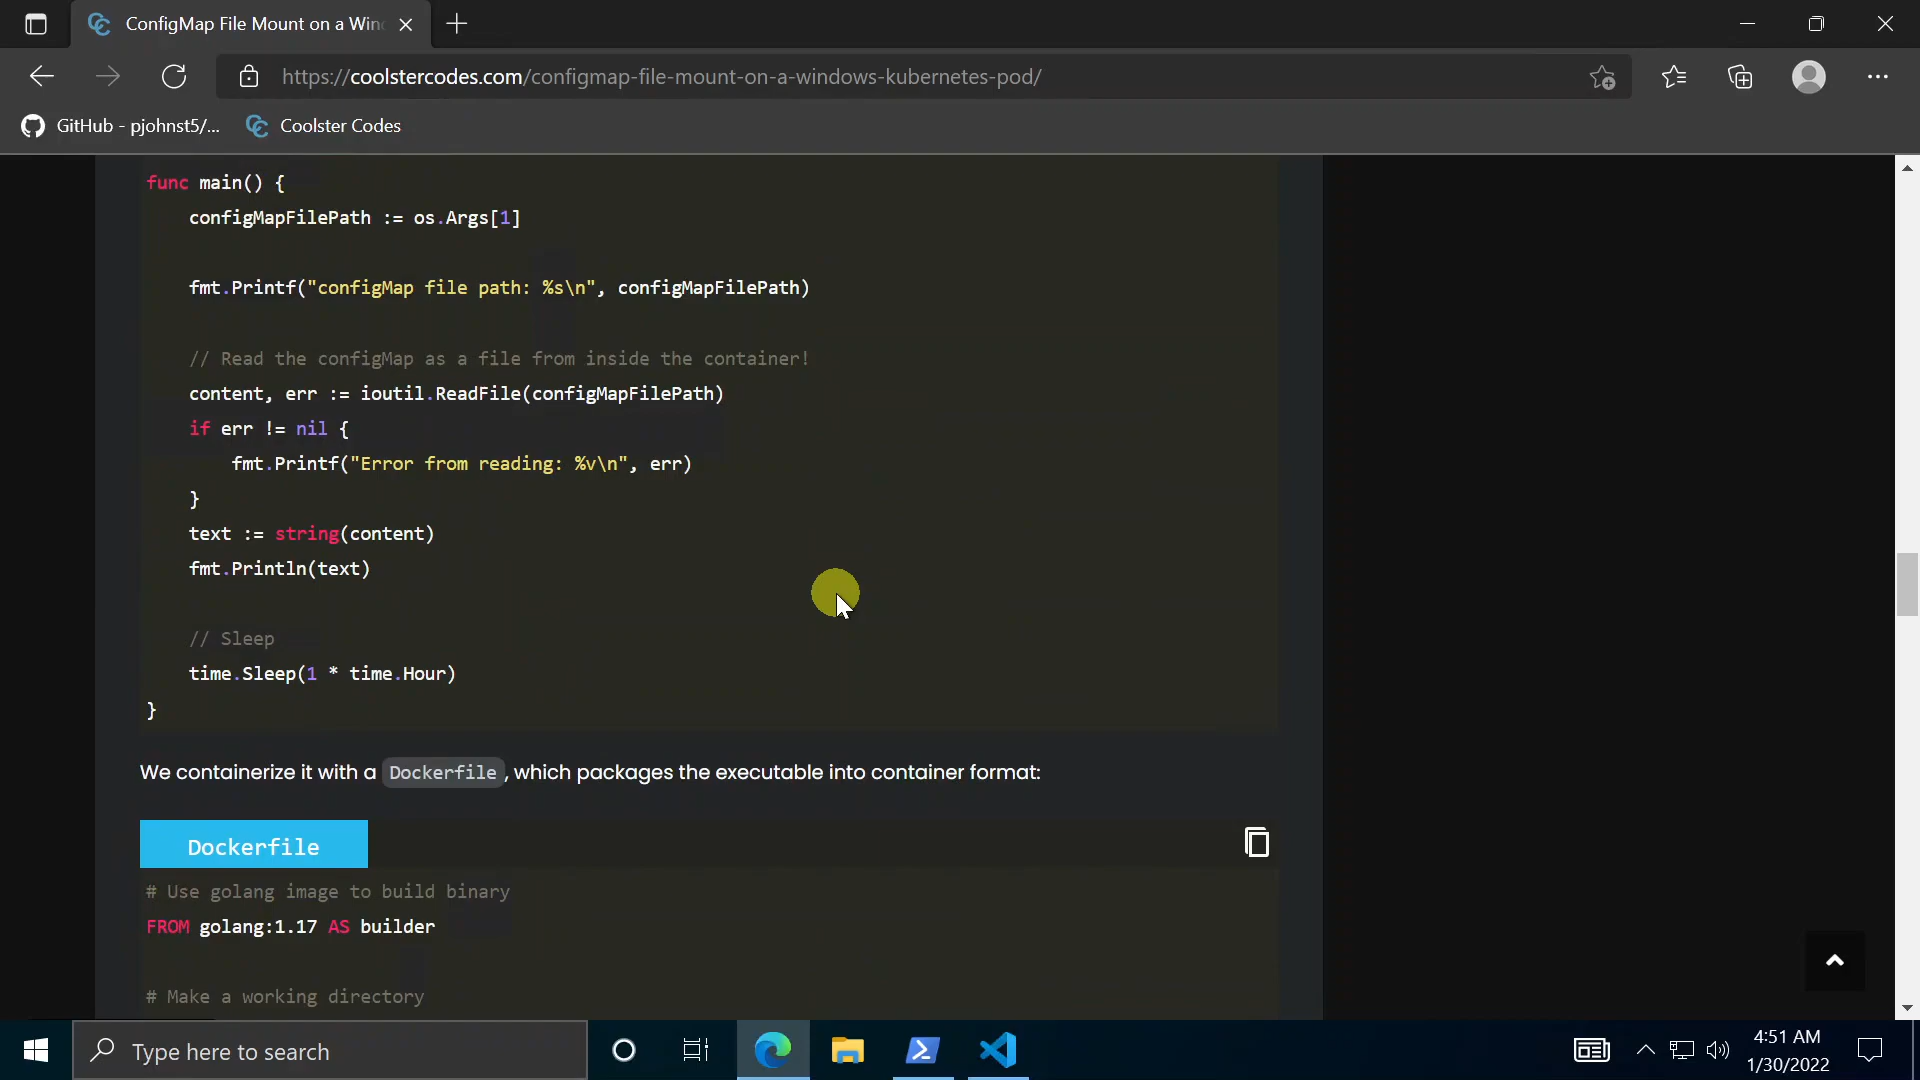 ConfigMap File Mount on a Win
https://coolstercodes.com/configmap-file-mount-on-a-windows-kubernetes-pod/
GitHub - pjohnst5/...
Coolster Codes
func main() {
configMapFilePath := os.Args[1]
fmt.Printf("configMap file path: %s\n", configMapFilePath)
// Read the configMap as a file from inside the container!
content, err := ioutil.ReadFile(configMapFilePath)
if err != nil {
fmt.Printf("Error from reading: %v\n", err)
}
text := string(content)
fmt.Println(text)
// Sleep
time.Sleep(1 * time.Hour)
}
We containerize it with a Dockerfile, which packages the executable into container format:
Dockerfile
# Use golang image to build binary
FROM golang:1.17 AS builder
# Make a working directory
Type here to search
4:51 AM
1/30/2022